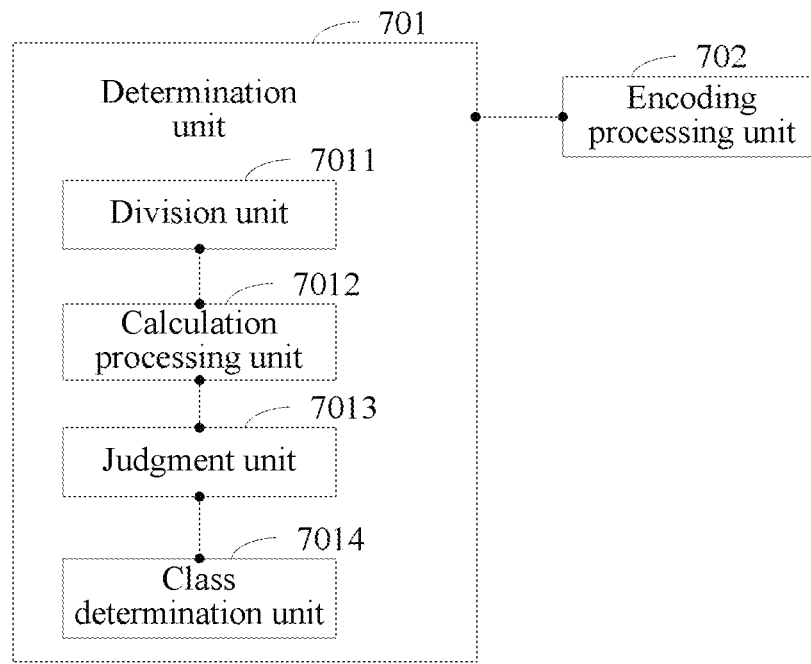 701
Determination
unit
702
Encoding
processing unit
7011
Division unit
7012
Calculation
processing unit
7013
Judgment unit
7014
Class
determination unit